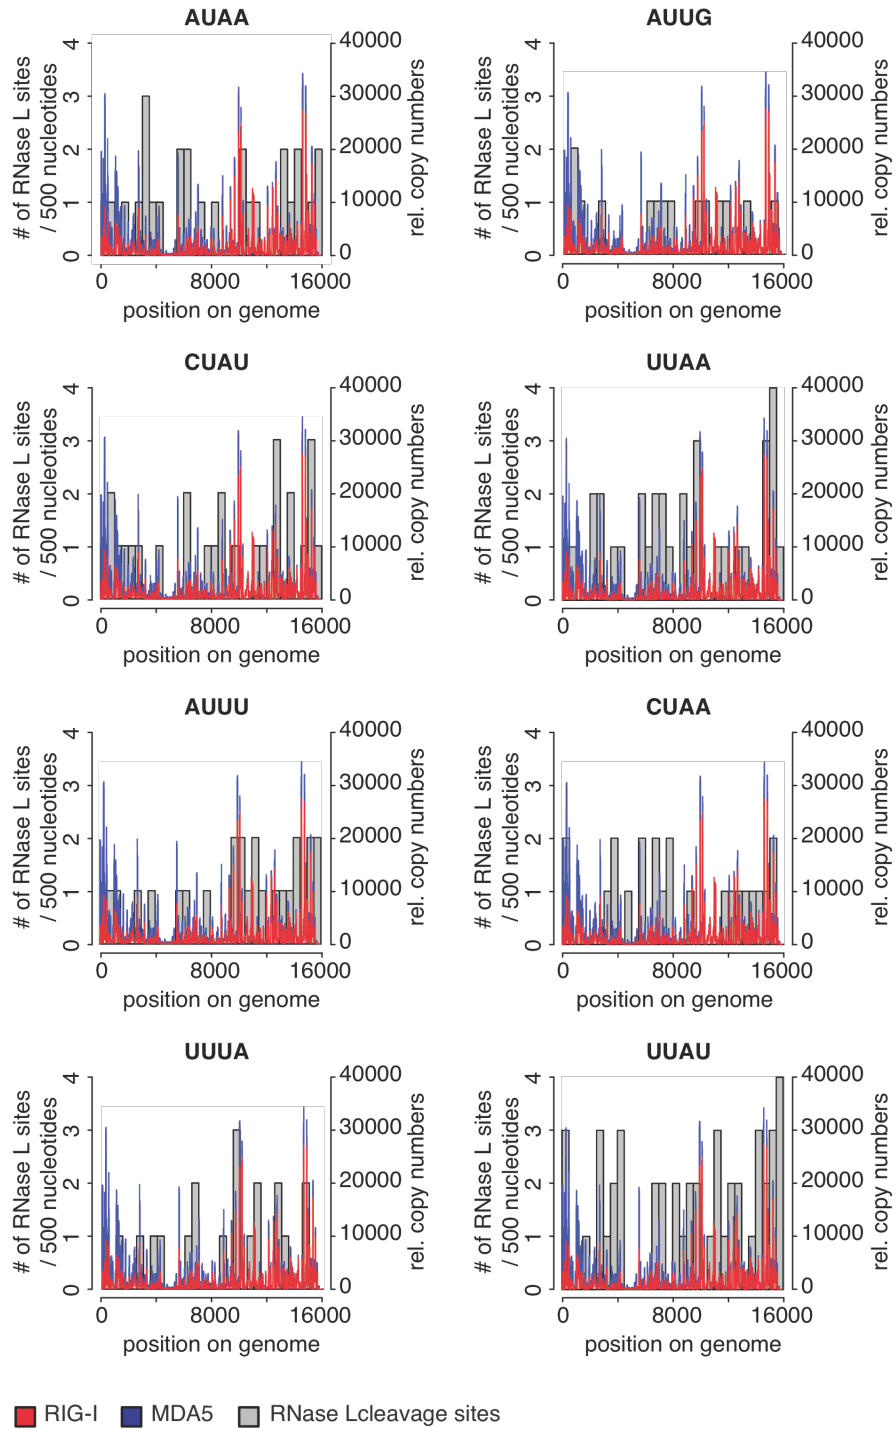 AUAA
# of RNase L sites
/ 500 nucleotides
0 1 2 3 4
0 10000 20000 30000 40000
rel. copy numbers
0 8000 16000
position on genome
AUUG
# of RNase L sites
/ 500 nucleotides
0 1 2 3 4
0 10000 20000 30000 40000
rel. copy numbers
0 8000 16000
position on genome
CUAU
# of RNase L sites
/ 500 nucleotides
0 1 2 3 4
0 10000 20000 30000 40000
rel. copy numbers
0 8000 16000
position on genome
UUAA
# of RNase L sites
/ 500 nucleotides
0 1 2 3 4
0 10000 20000 30000 40000
rel. copy numbers
0 8000 16000
position on genome
AUUU
# of RNase L sites
/ 500 nucleotides
0 1 2 3 4
0 10000 20000 30000 40000
rel. copy numbers
0 8000 16000
position on genome
CUAA
# of RNase L sites
/ 500 nucleotides
0 1 2 3 4
0 10000 20000 30000 40000
rel. copy numbers
0 8000 16000
position on genome
UUUA
# of RNase L sites
/ 500 nucleotides
0 1 2 3 4
0 10000 20000 30000 40000
rel. copy numbers
0 8000 16000
position on genome
UUAU
# of RNase L sites
/ 500 nucleotides
0 1 2 3 4
0 10000 20000 30000 40000
rel. copy numbers
0 8000 16000
position on genome
RIG-I MDA5 RNase Lcleavage sites